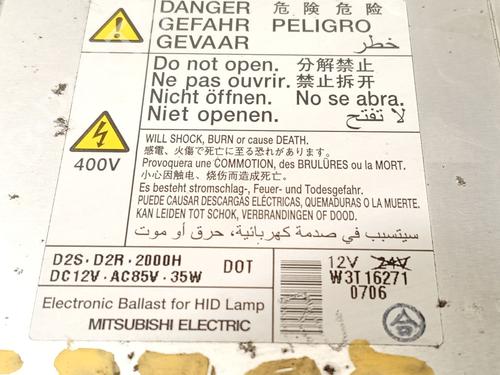 DANGER 危険 危险
GEFAHR PELIGRO
GEVAAR خطر
Do not open. 分解禁止
Ne pas ouvrir. 禁止拆开
Nicht öffnen. No se abra.
Niet openen. لا تفتح
400V
WILL SHOCK, BURN or cause DEATH.
感電、火傷で死に至る恐れがあります。
Provoquera une COMMOTION, des BRULÛRES ou la MORT.
小心因触电、烧伤而造成死亡。
Es besteht stromschlag-, Feuer- und Todesgefahr.
PUEDE CAUSAR DESCARGAS ELÉCTRICAS, QUEMADURAS O LA MUERTE.
KAN LEIDEN TOT SCHOK, VERBRANDINGEN OF DOOD.
سيتسبب في صدمة كهربائية، حرق أو موت
D2S·D2R·2000H
DC12V·AC85V·35W
DOT
12V 24V
W3T16271
0706
Electronic Ballast for HID Lamp
MITSUBISHI ELECTRIC
合